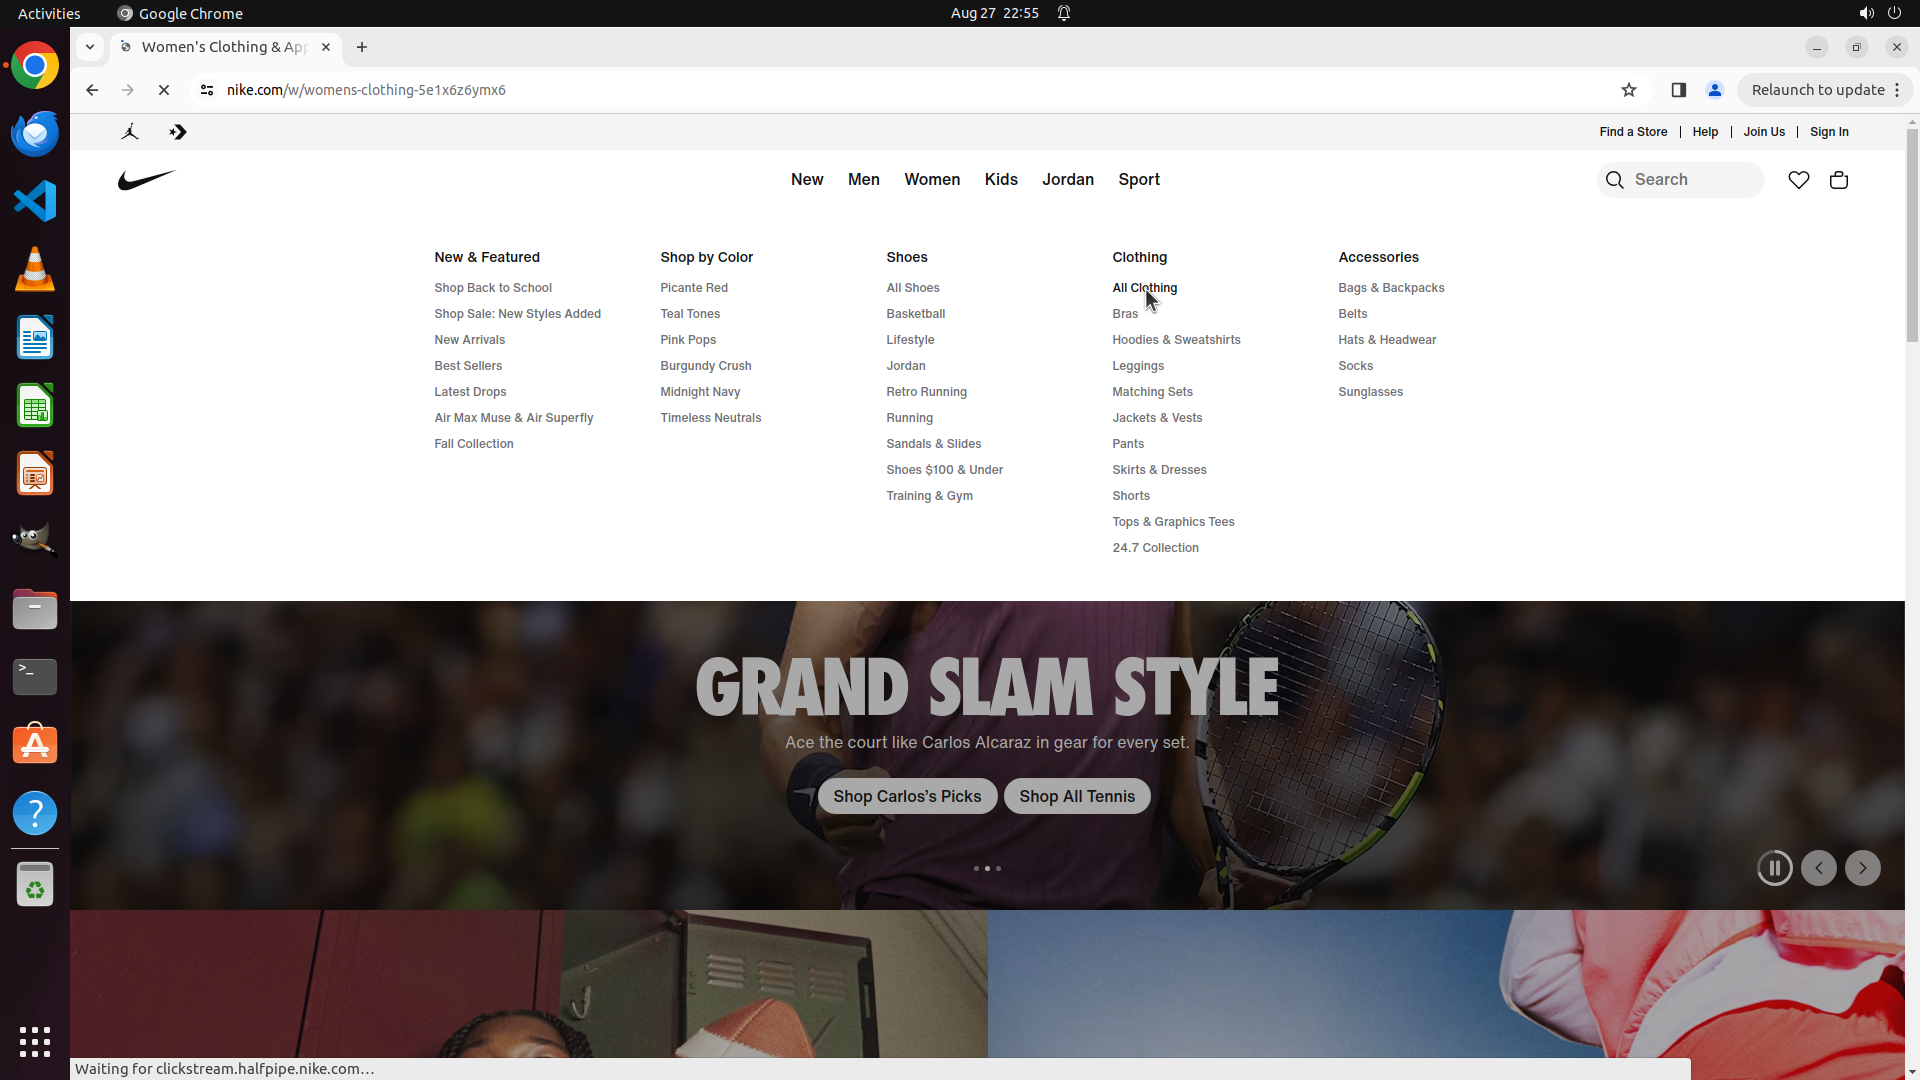 Activities
Google Chrome
Aug 27 22:55
Women's Clothing & App
nike.com/w/womens-clothing-5e1x6z6ymx6
Relaunch to update
Find a Store
Help
Join Us
Sign In
New
Men
Women
Kids
Jordan
Sport
Search
New & Featured
Shop Back to School
Shop Sale: New Styles Added
New Arrivals
Best Sellers
Latest Drops
Air Max Muse & Air Superfly
Fall Collection
Shop by Color
Picante Red
Teal Tones
Pink Pops
Burgundy Crush
Midnight Navy
Timeless Neutrals
Shoes
All Shoes
Basketball
Lifestyle
Jordan
Retro Running
Running
Sandals & Slides
Shoes $100 & Under
Training & Gym
Clothing
All Clothing
Bras
Hoodies & Sweatshirts
Leggings
Matching Sets
Jackets & Vests
Pants
Skirts & Dresses
Shorts
Tops & Graphics Tees
24.7 Collection
Accessories
Bags & Backpacks
Belts
Hats & Headwear
Socks
Sunglasses
GRAND SLAM STYLE
Ace the court like Carlos Alcaraz in gear for every set.
Shop Carlos's Picks
Shop All Tennis
Waiting for clickstream.halfpipe.nike.com…